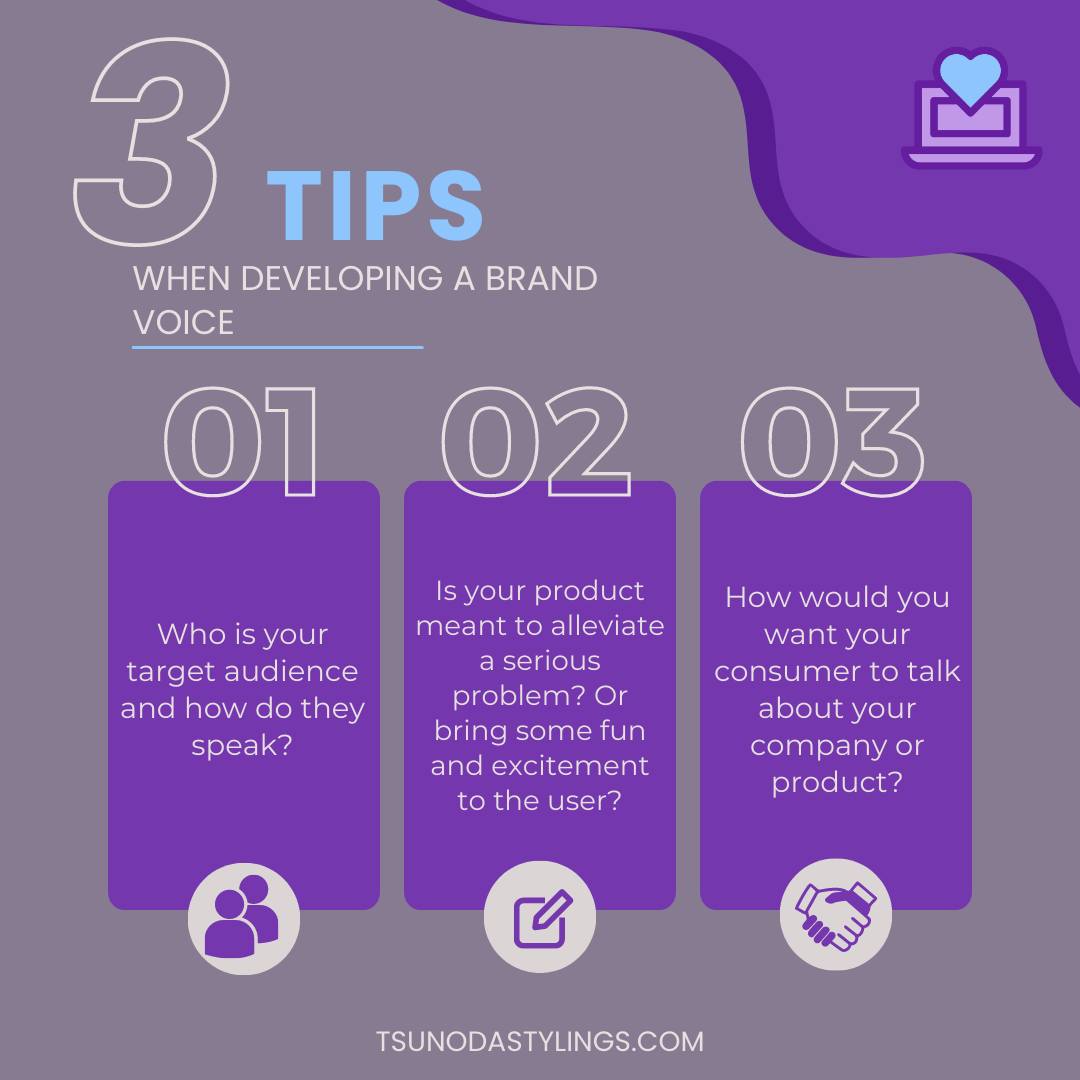 3
TIPS
WHEN DEVELOPING A BRAND
VOICE
01
Who is your
target audience
and how do they
speak?
02
Is your product
meant to alleviate
a serious
problem? Or
bring some fun
and excitement
to the user?
03
How would you
want your
consumer to talk
about your
company or
product?
TSUNODASTYLINGS.COM